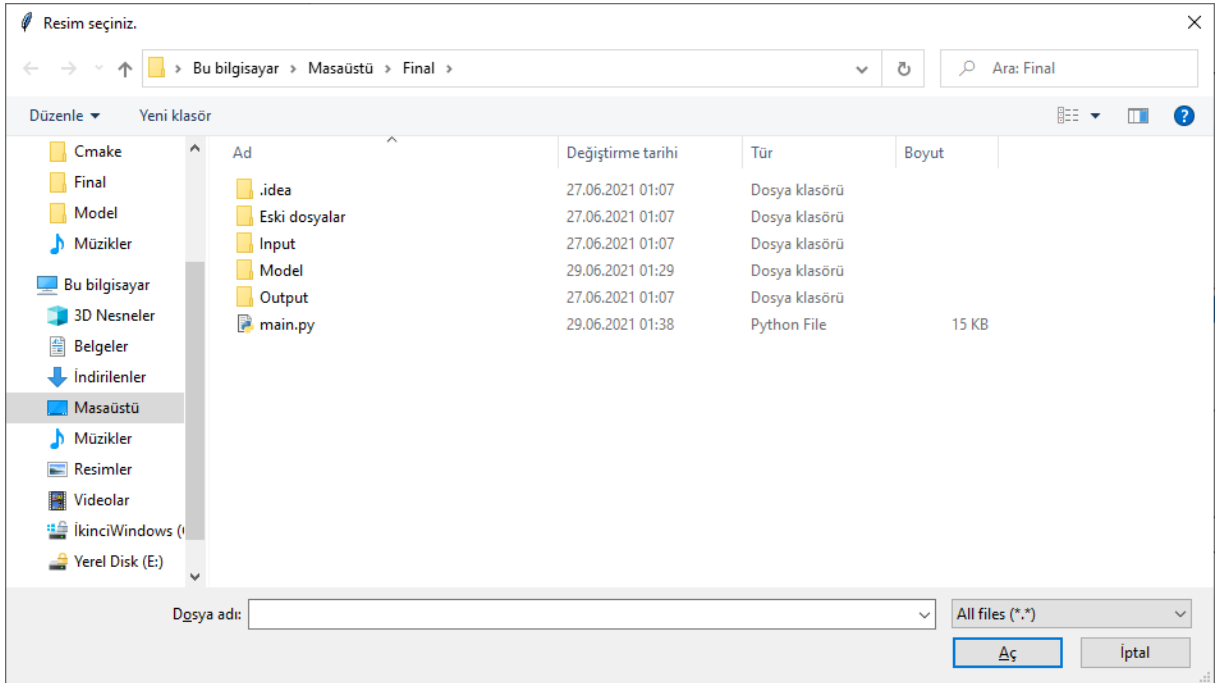 Resim seçiniz.
Bu bilgisayar > Masaüstü > Final >
Ara: Final
Düzenle
Yeni klasör
Cmake
Final
Model
Müzikler
Bu bilgisayar
3D Nesneler
Belgeler
İndirilenler
Masaüstü
Müzikler
Resimler
Videolar
İkinciWindows (
Yerel Disk (E:)
Ad Değiştirme tarihi Tür Boyut
.idea 27.06.2021 01:07 Dosya klasörü
Eski dosyalar 27.06.2021 01:07 Dosya klasörü
Input 27.06.2021 01:07 Dosya klasörü
Model 29.06.2021 01:29 Dosya klasörü
Output 27.06.2021 01:07 Dosya klasörü
main.py 29.06.2021 01:38 Python File 15 KB
Dosya adı:
All files (*.*)
Aç
İptal